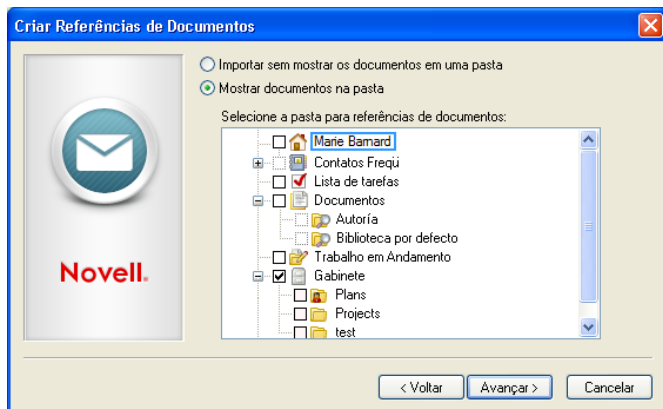 Criar Referências de Documentos
Importar sem mostrar os documentos em uma pasta
Mostrar documentos na pasta
Selecione a pasta para referências de documentos:
Marie Barnard
Contatos Freqü
Lista de tarefas
Documentos
Autoría
Biblioteca por defecto
Trabalho em Andamento
Gabinete
Plans
Projects
test
Novell.
< Voltar
Avançar >
Cancelar